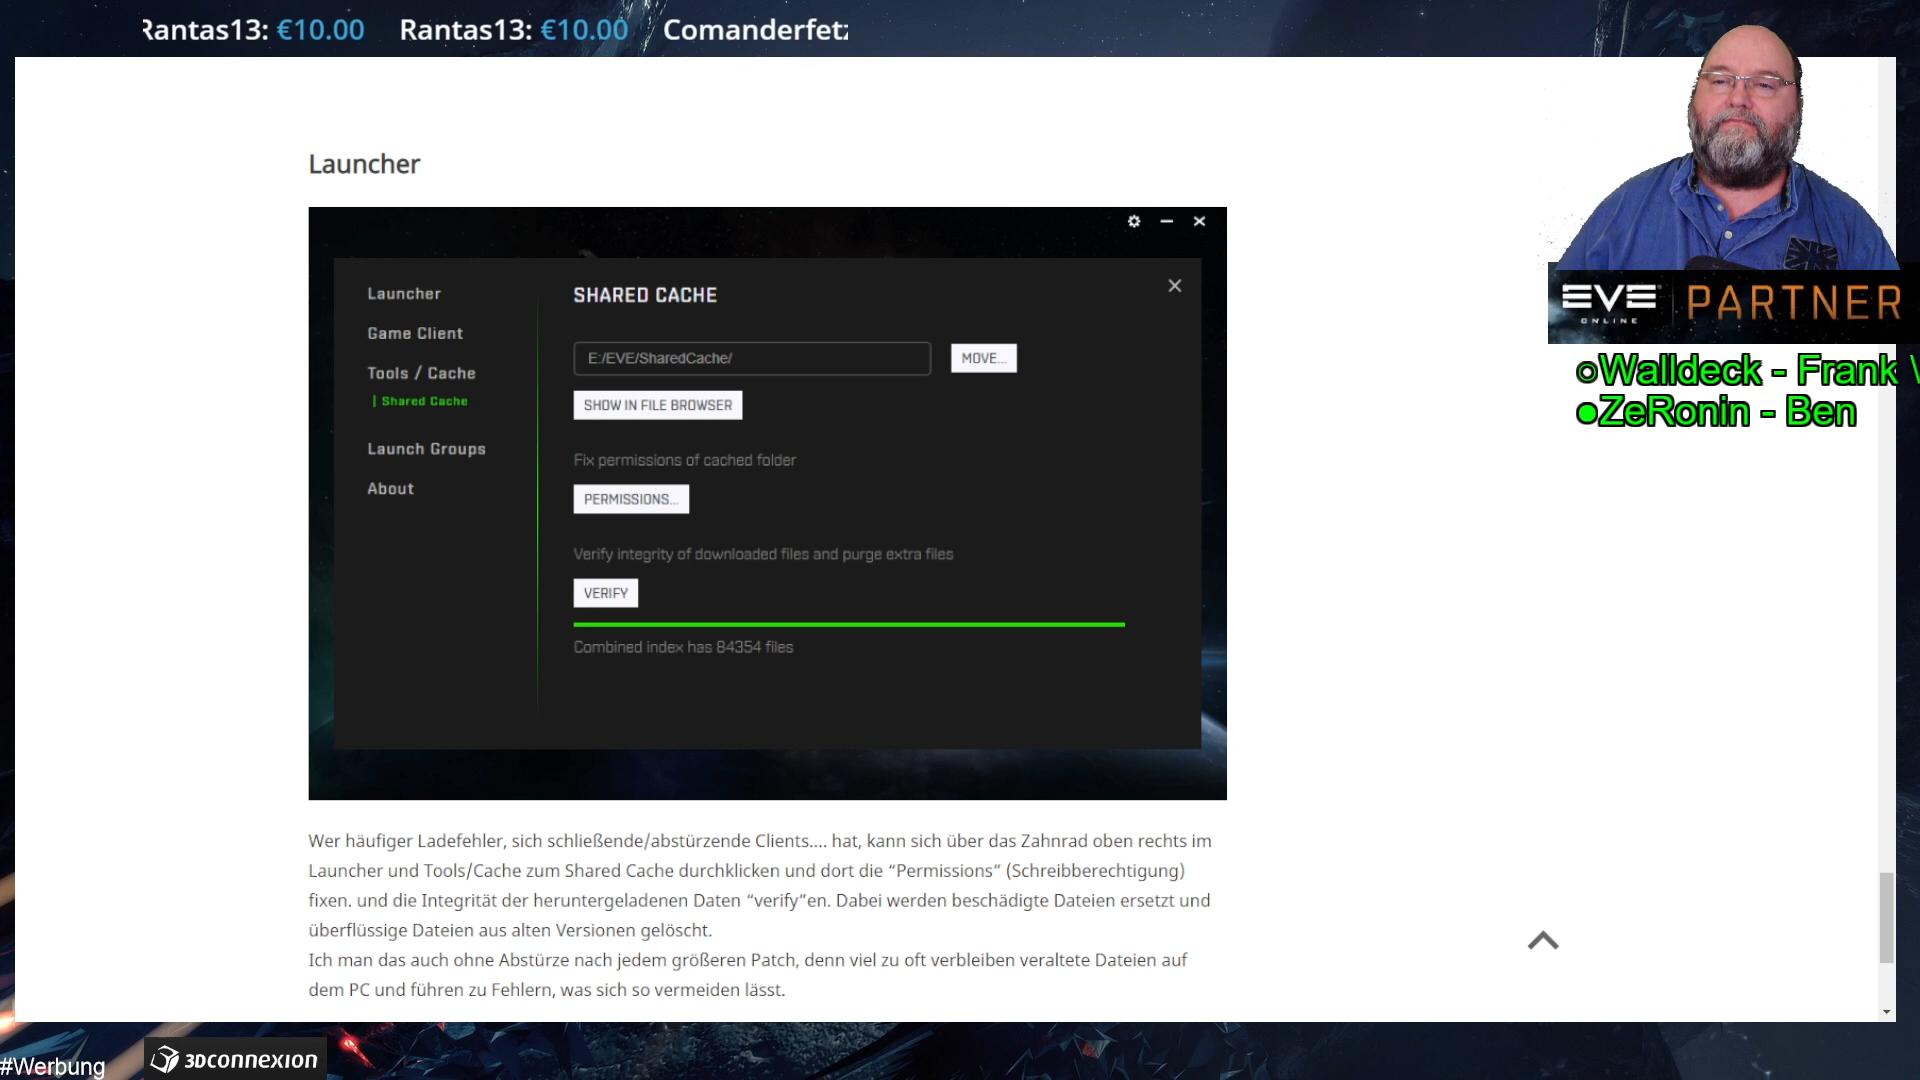 Rantas13: €10.00 Rantas13: €10.00 Comanderfetz
Launcher
Launcher
Game Client
Tools / Cache
| Shared Cache
Launch Groups
About
SHARED CACHE
E:/EVE/SharedCache/
MOVE...
SHOW IN FILE BROWSER
Fix permissions of cached folder
PERMISSIONS...
Verify integrity of downloaded files and purge extra files
VERIFY
Combined index has 84354 files
Wer häufiger Ladefehler, sich schließende/abstürzende Clients.... hat, kann sich über das Zahnrad oben rechts im
Launcher und Tools/Cache zum Shared Cache durchklicken und dort die “Permissions” (Schreibberechtigung)
fixen. und die Integrität der heruntergeladenen Daten “verify”en. Dabei werden beschädigte Dateien ersetzt und
überflüssige Dateien aus alten Versionen gelöscht.
Ich man das auch ohne Abstürze nach jedem größeren Patch, denn viel zu oft verbleiben veraltete Dateien auf
dem PC und führen zu Fehlern, was sich so vermeiden lässt.
EVE ONLINE PARTNER
Walldeck - Frank
ZeRonin - Ben
#Werbung
3DCONNEXION